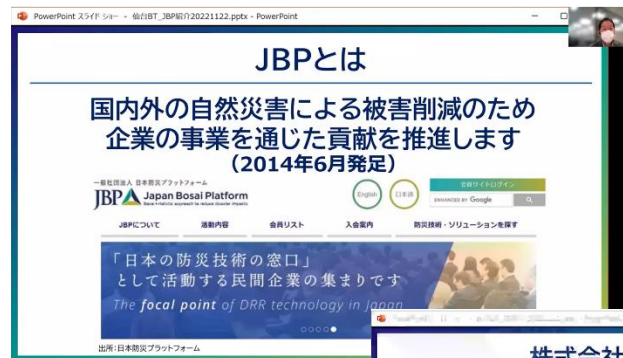 PowerPoint スライド ショー - 仙台BT_JBP紹介20221122.pptx - PowerPoint
JBPとは
国内外の自然災害による被害削減のため
企業の事業を通じた貢献を推進します
（2014年6月発足）
一般社団法人 日本防災プラットフォーム
JBP Japan Bosai Platform
English 日本語
会員サイトログイン
ENHANCED BY Google
JBPについて 活動内容 会員リスト 入会案内 防災技術・ソリューションを探す
「日本の防災技術の窓口」
として活動する民間企業の集まりです
The focal point of DRR technology in Japan
出所：日本防災プラットフォーム
株式会社